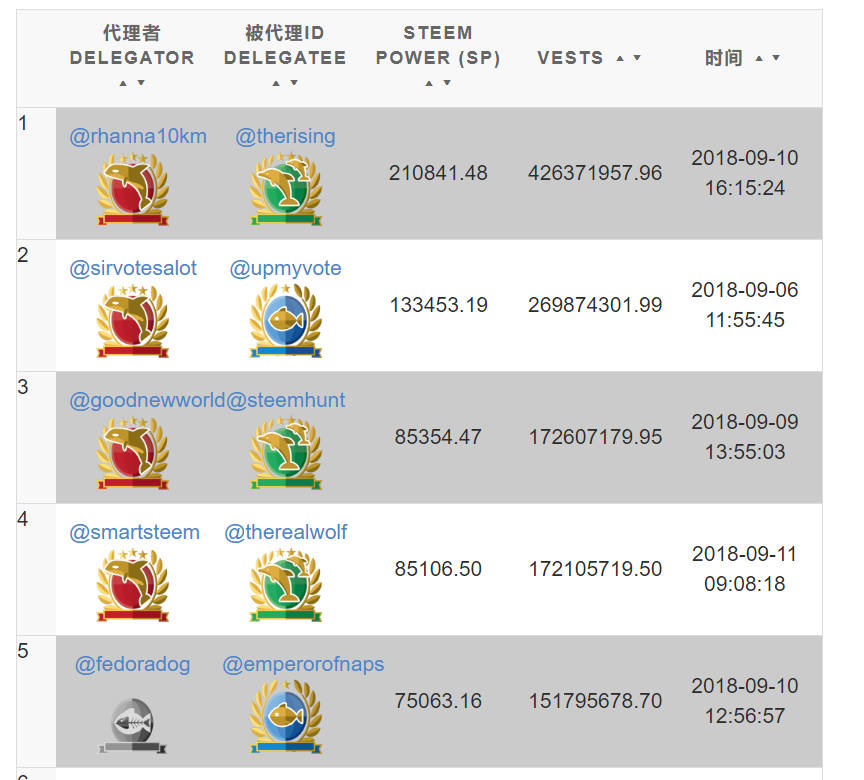 代理者 被代理ID STEEM
DELEGATOR DELEGATEE POWER (SP) VESTS ▲ ▼ 时间 ▲ ▼
▲ ▼ ▲ ▼ ▲ ▼
1 @rhanna10km @therising 210841.48 426371957.96 2018-09-10
16:15:24
2 @sirvotesalot @upmyvote 133453.19 269874301.99 2018-09-06
11:55:45
3 @goodnewworld @steemhunt 85354.47 172607179.95 2018-09-09
13:55:03
4 @smartsteem @therealwolf 85106.50 172105719.50 2018-09-11
09:08:18
5 @fedoradog @emperorofnaps 75063.16 151795678.70 2018-09-10
12:56:57